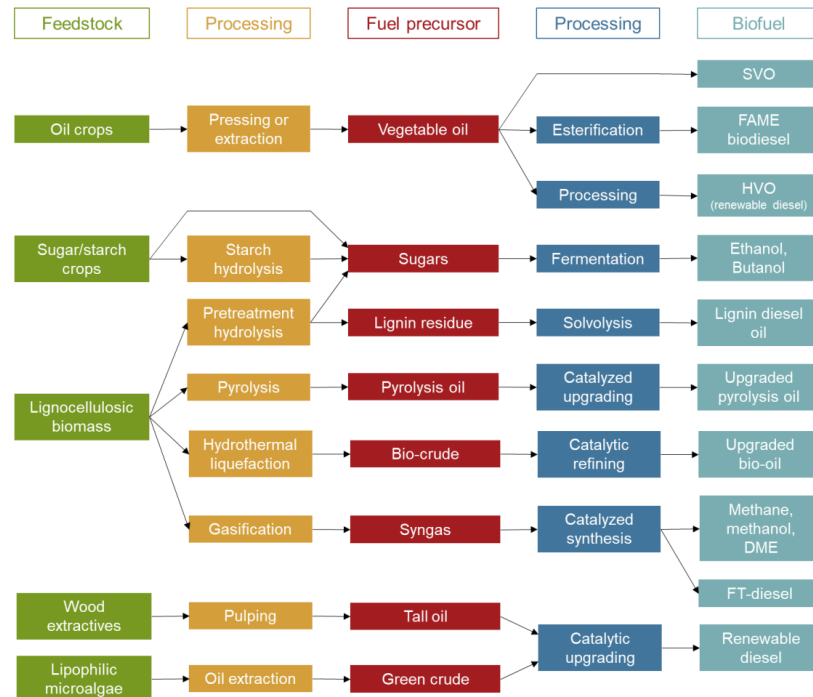 Feedstock
Processing
Fuel precursor
Processing
Biofuel
SVO
Oil crops
Pressing or
extraction
Vegetable oil
Esterification
FAME
biodiesel
Processing
HVO
(renewable diesel)
Sugar/starch
crops
Starch
hydrolysis
Sugars
Fermentation
Ethanol,
Butanol
Pretreatment
hydrolysis
Lignin residue
Solvolysis
Lignin diesel
oil
Lignocellulosic
biomass
Pyrolysis
Pyrolysis oil
Catalyzed
upgrading
Upgraded
pyrolysis oil
Hydrothermal
liquefaction
Bio-crude
Catalytic
refining
Upgraded
bio-oil
Gasification
Syngas
Catalyzed
synthesis
Methane,
methanol,
DME
FT-diesel
Wood
extractives
Pulping
Tall oil
Catalytic
upgrading
Renewable
diesel
Lipophilic
microalgae
Oil extraction
Green crude